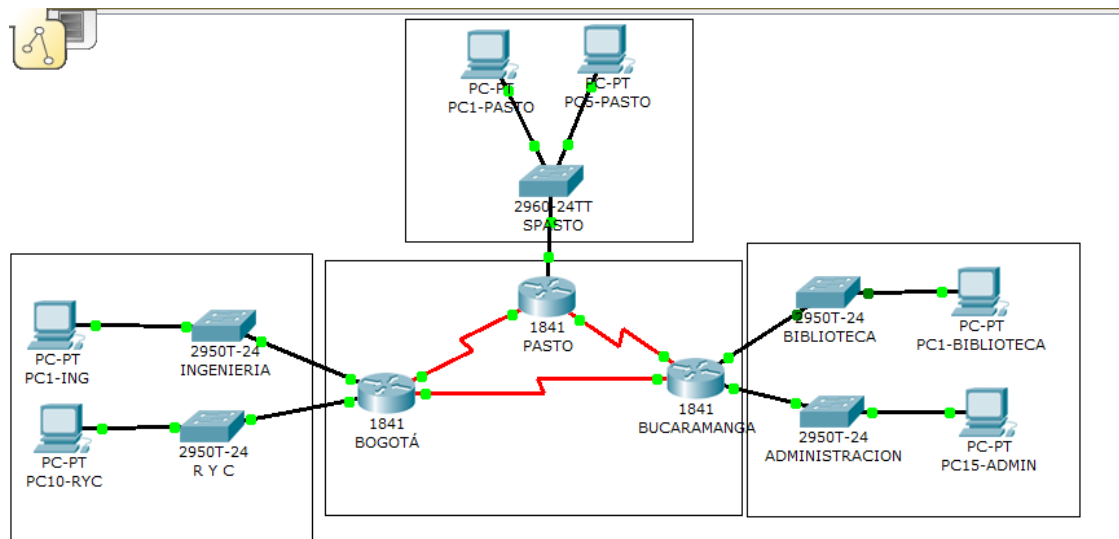 PC-PT
PC1-PASTO
PC-PT
PC5-PASTO
2960-24TT
SPASTO
1841
PASTO
PC-PT
PC1-ING
2950T-24
INGENIERIA
PC-PT
PC10-RYC
2950T-24
R Y C
1841
BOGOTÁ
1841
BUCARAMANGA
2950T-24
BIBLIOTECA
PC-PT
PC1-BIBLIOTECA
2950T-24
ADMINISTRACION
PC-PT
PC15-ADMIN